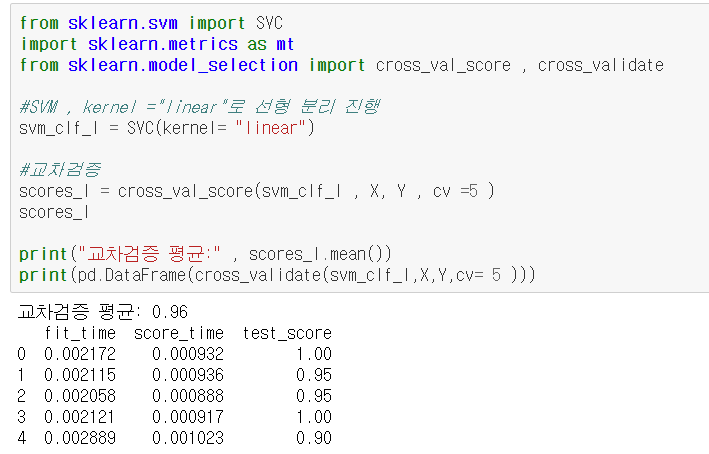 from sklearn.svm import SVC
import sklearn.metrics as mt
from sklearn.model_selection import cross_val_score , cross_validate
#SVM , kernel ="linear"로 선형 분리 진행
svm_clf_l = SVC(kernel= "linear")
#교차검증
scores_l = cross_val_score(svm_clf_l , X, Y , cv =5 )
scores_l
print("교차검증 평균:" , scores_l.mean())
print(pd.DataFrame(cross_validate(svm_clf_l,X,Y,cv= 5 )))
교차검증 평균: 0.96
fit_time score_time test_score
0 0.002172 0.000932 1.00
1 0.002115 0.000936 0.95
2 0.002058 0.000888 0.95
3 0.002121 0.000917 1.00
4 0.002889 0.001023 0.90